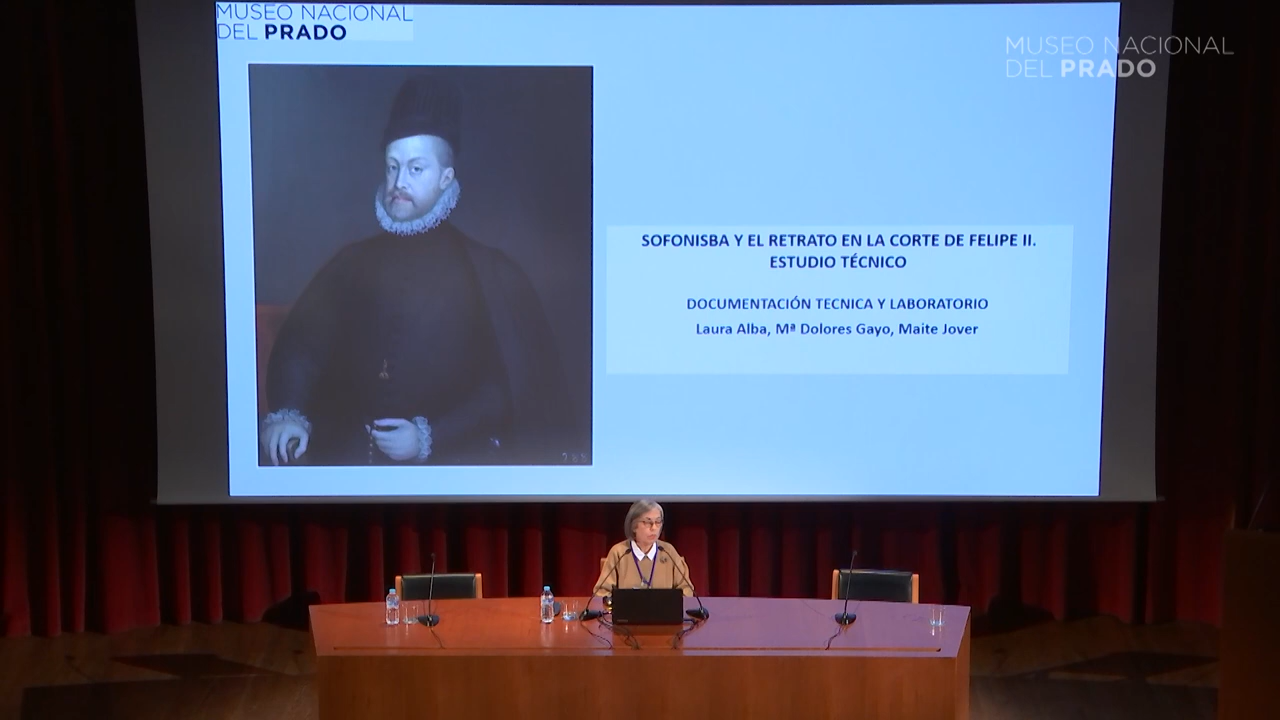 MUSEO NACIONAL
DEL PRADO
MUSEO NACIONAL
DEL PRADO
SOFONISBA Y EL RETRATO EN LA CORTE DE FELIPE II.
ESTUDIO TÉCNICO
DOCUMENTACIÓN TECNICA Y LABORATORIO
Laura Alba, Mª Dolores Gayo, Maite Jover